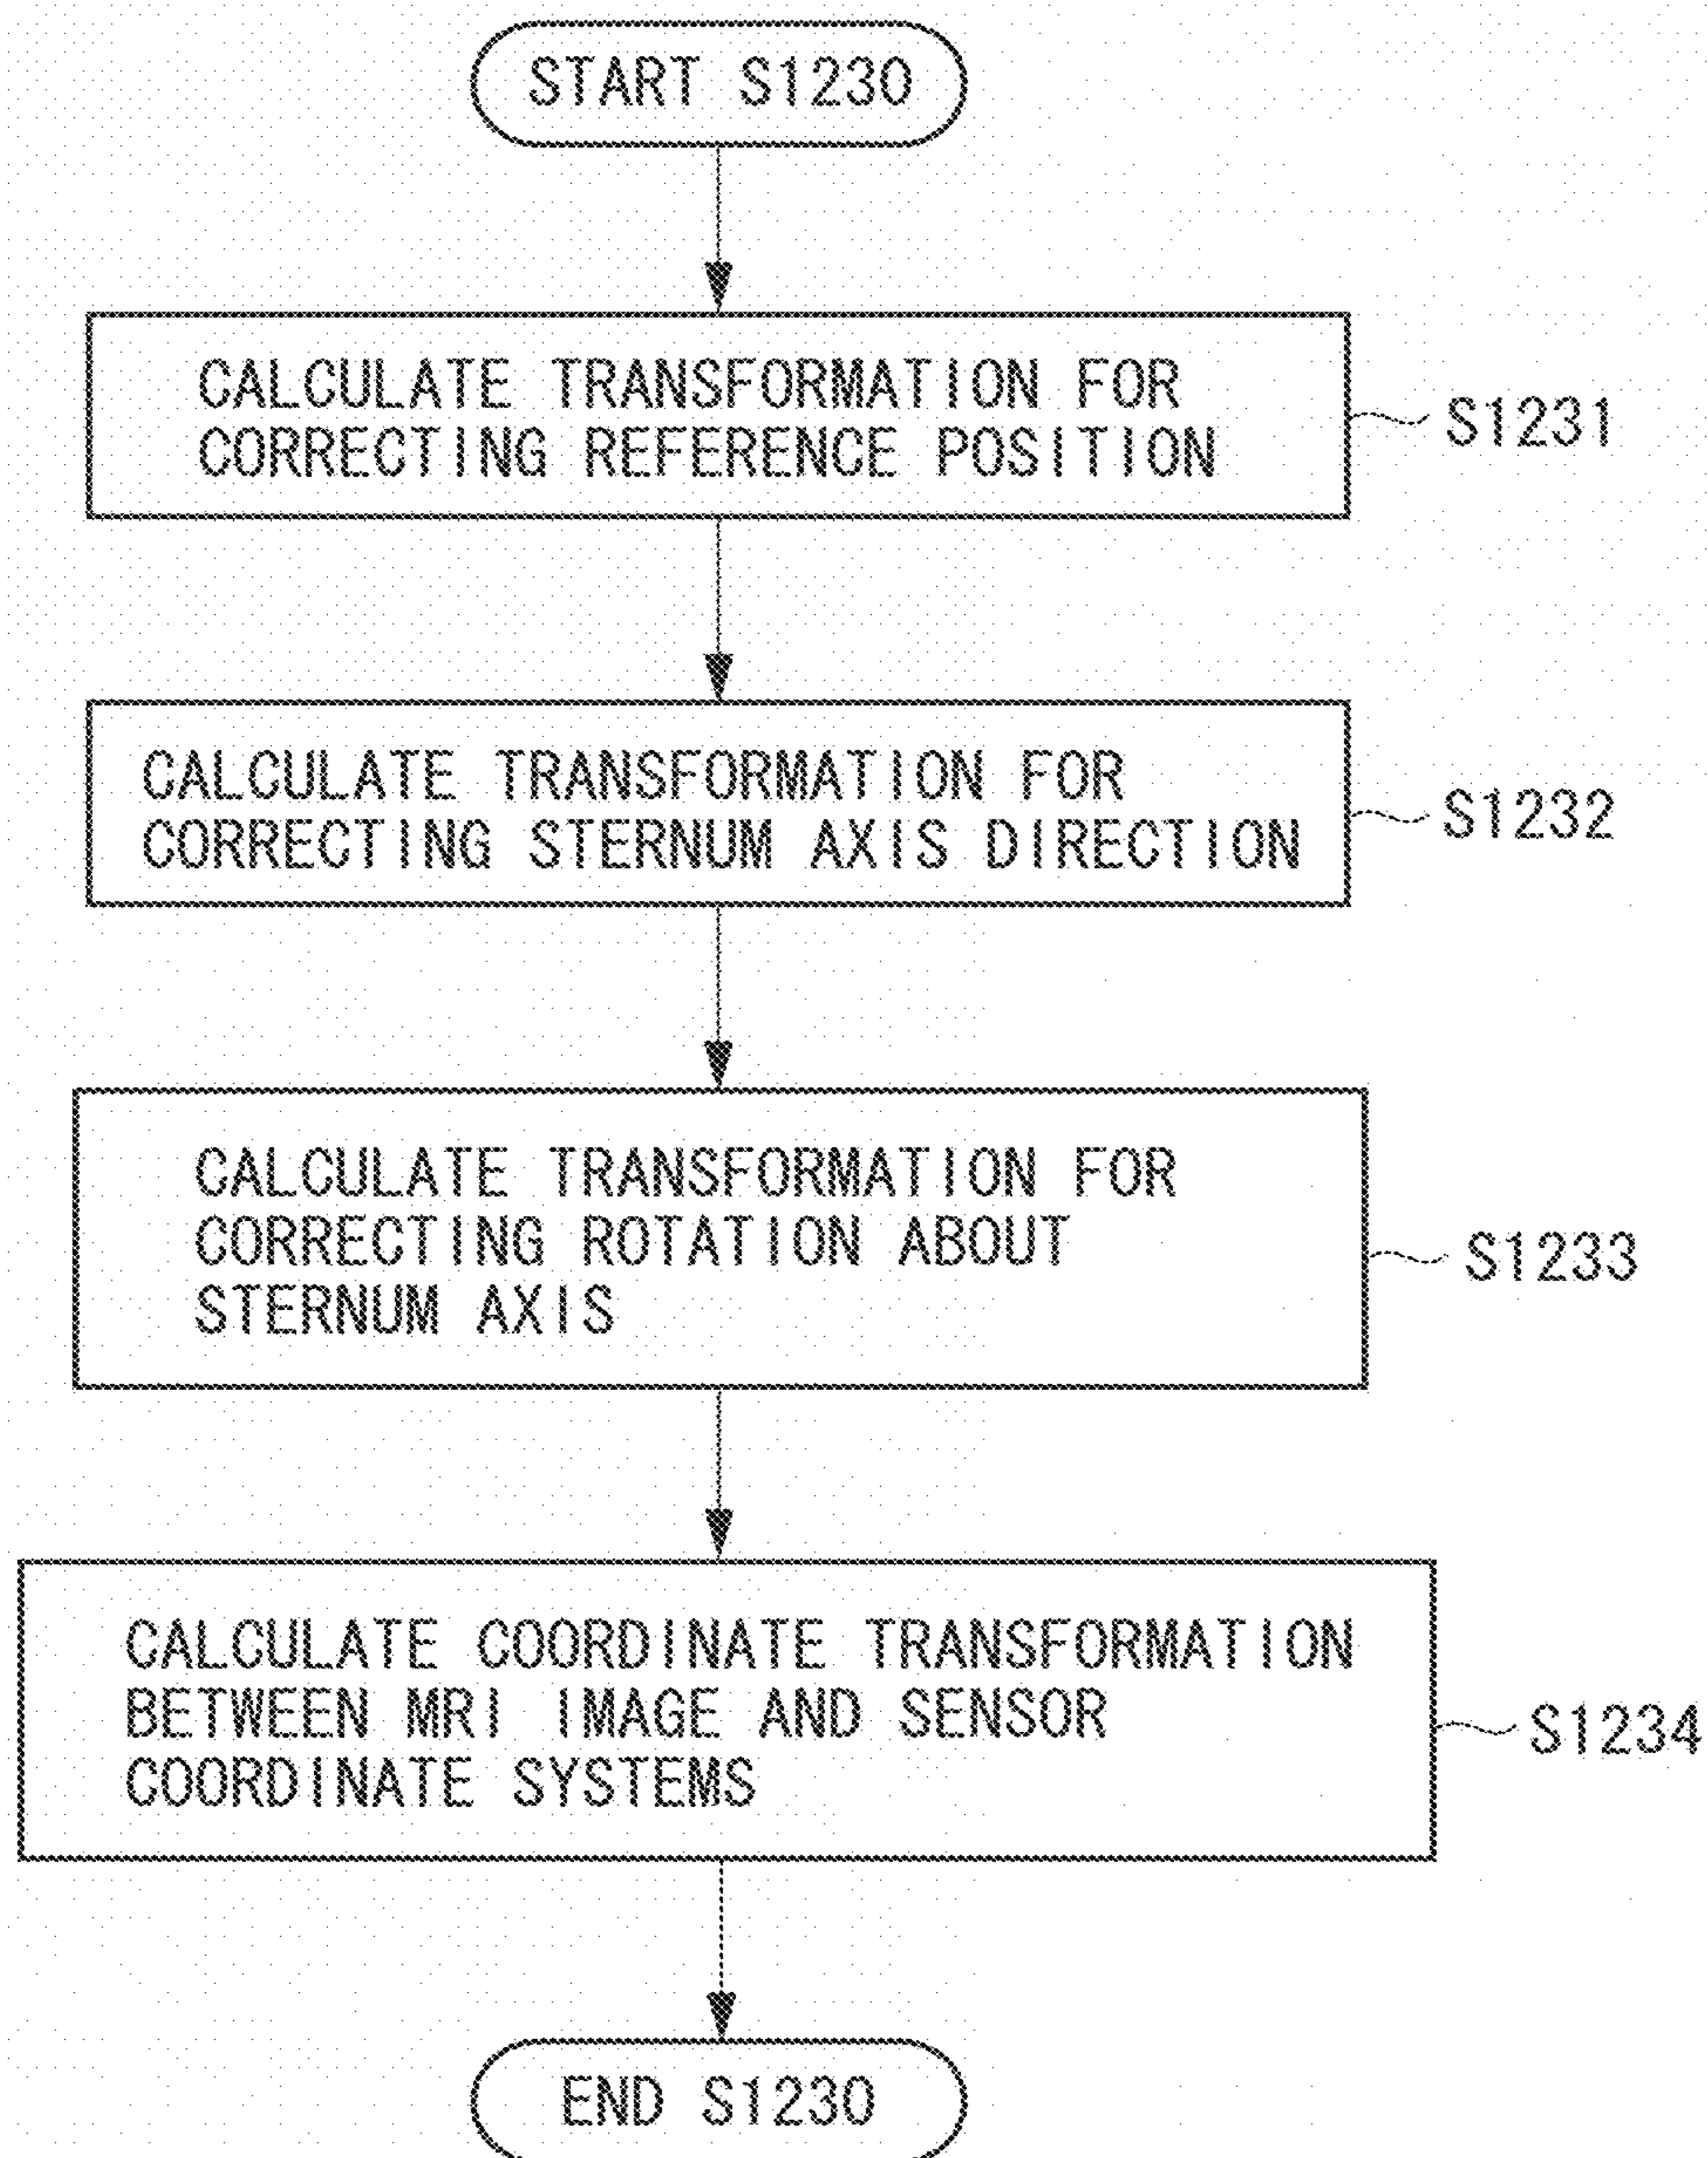 START S1230
CALCULATE TRANSFORMATION FOR
CORRECTING REFERENCE POSITION
S1231
CALCULATE TRANSFORMATION FOR
CORRECTING STERNUM AXIS DIRECTION
S1232
CALCULATE TRANSFORMATION FOR
CORRECTING ROTATION ABOUT
STERNUM AXIS
S1233
CALCULATE COORDINATE TRANSFORMATION
BETWEEN MRI IMAGE AND SENSOR
COORDINATE SYSTEMS
S1234
END S1230